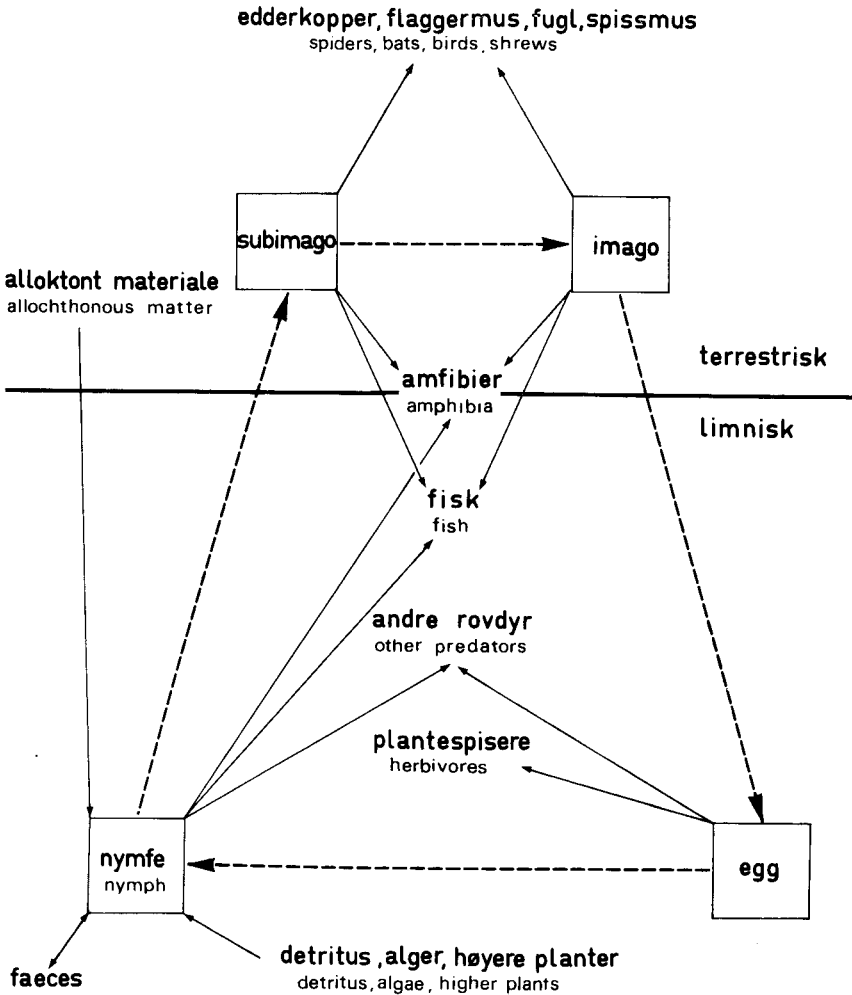 edderkopper, flaggermus, fugl, spissmus
spiders, bats, birds, shrews
subimago
imago
alloktont materiale
allochthonous matter
terrestrisk
amfibier
amphibia
limnisk
fisk
fish
andre rovdyr
other predators
plantespisere
herbivores
nymfe
nymph
egg
detritus, alger, høyere planter
detritus, algae, higher plants
faeces